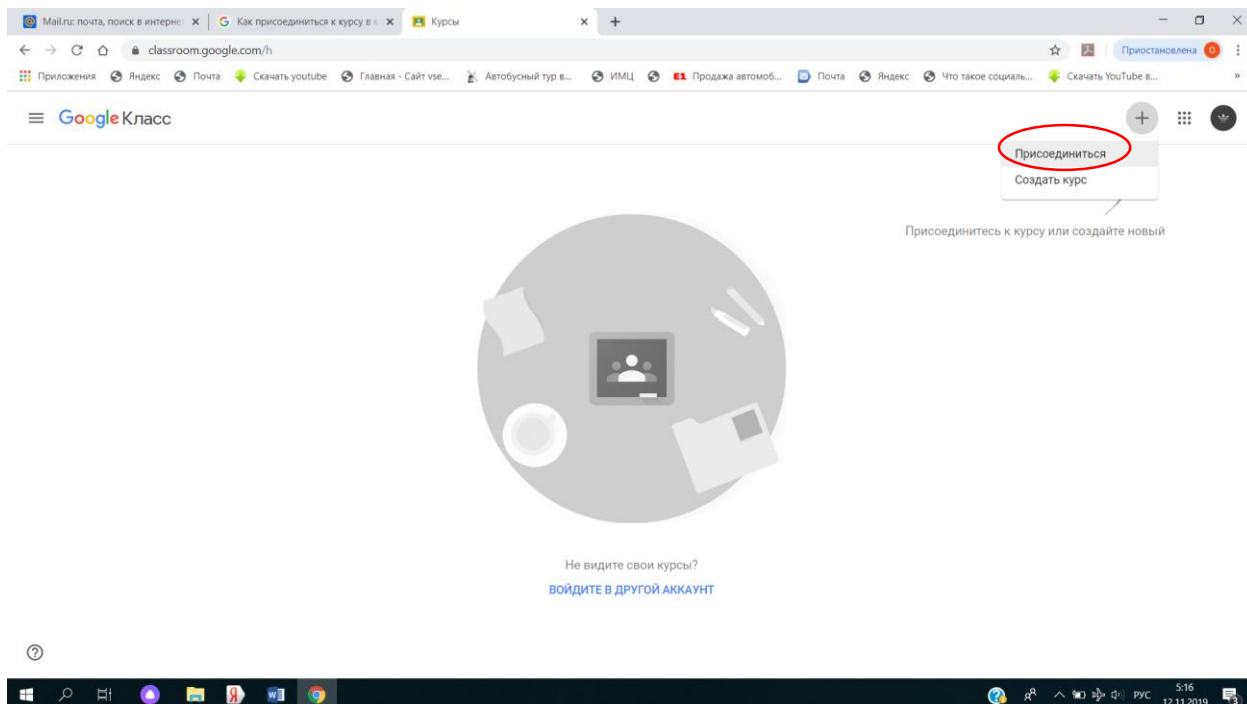 Mail.ru: почта, поиск в интернет
Как присоединиться к курсу в к
Курсы
classroom.google.com/h
Приостановлена
Приложения Яндекс Почта Скачать youtube Главная - Сайт vse... Автобусный тур в... ИМЦ E1 Продажа автомоб... Почта Яндекс Что такое социаль... Скачать YouTube в... »
Google Класс
Присоединиться
Создать курс
Присоединитесь к курсу или создайте новый
Не видите свои курсы?
ВОЙДИТЕ В ДРУГОЙ АККАУНТ
РУС
5:16
12.11.2019